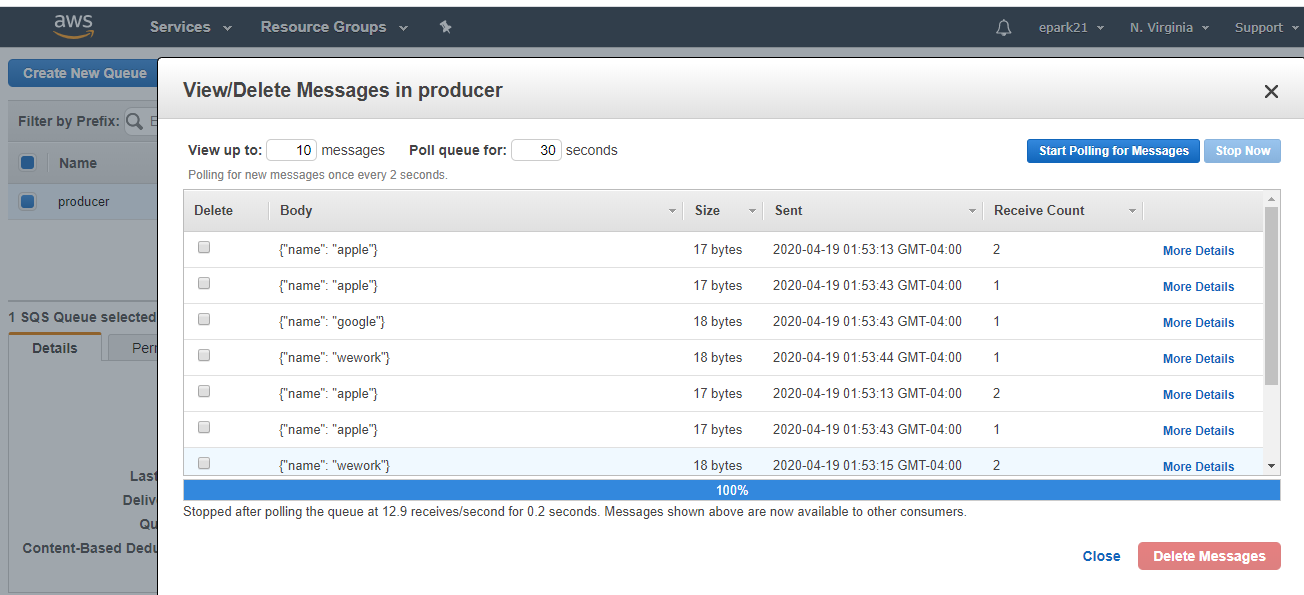 aws Services Resource Groups epark21 N. Virginia Support
Create New Queue
View/Delete Messages in producer
Filter by Prefix: E
View up to: 10 messages Poll queue for: 30 seconds Start Polling for Messages Stop Now
Polling for new messages once every 2 seconds.
Name
producer
Delete Body Size Sent Receive Count
{"name": "apple"} 17 bytes 2020-04-19 01:53:13 GMT-04:00 2 More Details
{"name": "apple"} 17 bytes 2020-04-19 01:53:43 GMT-04:00 1 More Details
{"name": "google"} 18 bytes 2020-04-19 01:53:43 GMT-04:00 1 More Details
{"name": "wework"} 18 bytes 2020-04-19 01:53:44 GMT-04:00 1 More Details
{"name": "apple"} 17 bytes 2020-04-19 01:53:13 GMT-04:00 2 More Details
{"name": "apple"} 17 bytes 2020-04-19 01:53:43 GMT-04:00 1 More Details
{"name": "wework"} 18 bytes 2020-04-19 01:53:15 GMT-04:00 2 More Details
100%
Stopped after polling the queue at 12.9 receives/second for 0.2 seconds. Messages shown above are now available to other consumers.
Close Delete Messages
1 SQS Queue selected
Details Perr
Last
Delive
Qu
Content-Based Dedu